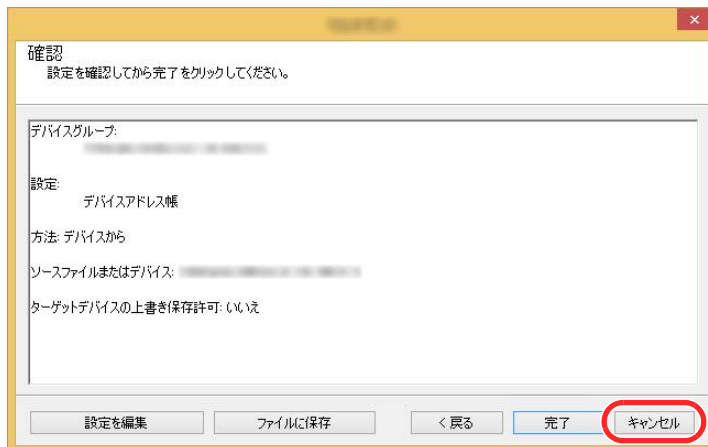 確認
設定を確認してから完了をクリックしてください。
デバイスグループ:
設定:
デバイスアドレス帳
方法: デバイスから
ソースファイルまたはデバイス:
ターゲットデバイスの上書き保存許可: いいえ
設定を編集
ファイルに保存
< 戻る
完了
キャンセル